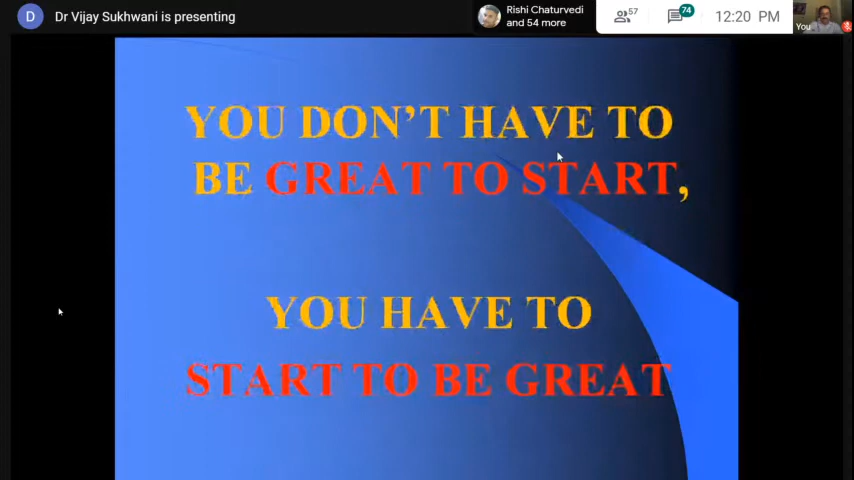 D Dr Vijay Sukhwani is presenting
Rishi Chaturvedi
and 54 more
57
74
12:20 PM
You
YOU DON'T HAVE TO
BE GREAT TO START,
YOU HAVE TO
START TO BE GREAT